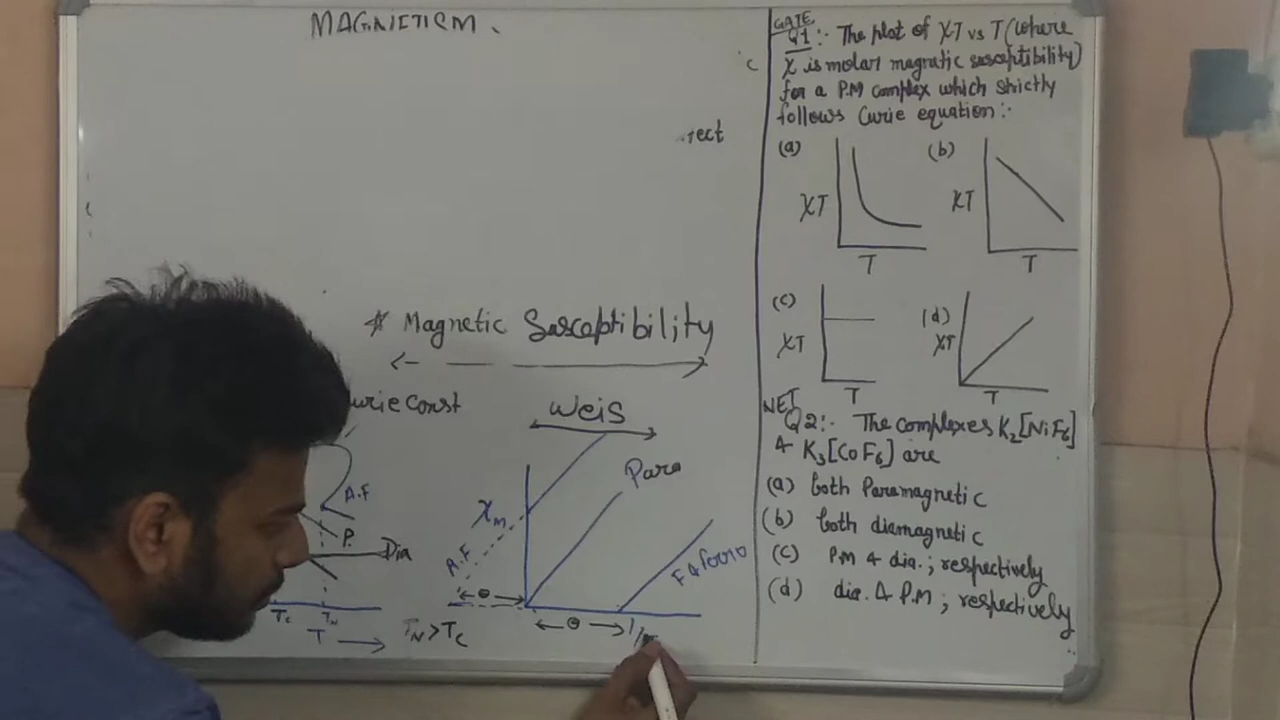 MAGNETISM
c
rect
# Magnetic Susceptibility
urie Const
A.F
P.
Dia
Tc
TN
T
TN > Tc
Weis
χM
Para
A.F
F & ferro
θ
θ
1/
GATE
Q1:- The plot of χT vs T (where
χ is molar magnetic susceptibility)
for a P.M complex which strictly
follows Curie equation:-
(a)
χT
T
(b)
χT
T
(c)
χT
T
(d)
χT
T
NET
Q2:- The complexes K2[NiF6]
& K3[CoF6] are
(a) both Paramagnetic
(b) both diamagnetic
(c) P.M & dia.; respectively
(d) dia. & P.M; respectively